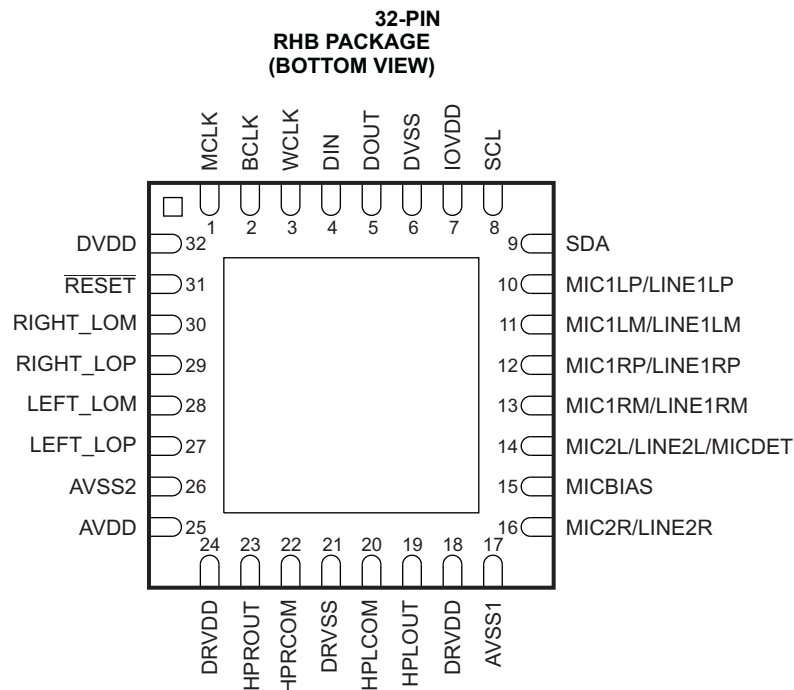 32-PIN
RHB PACKAGE
(BOTTOM VIEW)
MCLK
BCLK
WCLK
DIN
DOUT
DVSS
IOVDD
SCL
1
2
3
4
5
6
7
8
DVDD 32
RESET 31
RIGHT_LOM 30
RIGHT_LOP 29
LEFT_LOM 28
LEFT_LOP 27
AVSS2 26
AVDD 25
9 SDA
10 MIC1LP/LINE1LP
11 MIC1LM/LINE1LM
12 MIC1RP/LINE1RP
13 MIC1RM/LINE1RM
14 MIC2L/LINE2L/MICDET
15 MICBIAS
16 MIC2R/LINE2R
24
23
22
21
20
19
18
17
DRVDD
HPROUT
HPRCOM
DRVSS
HPLCOM
HPLOUT
DRVDD
AVSS1